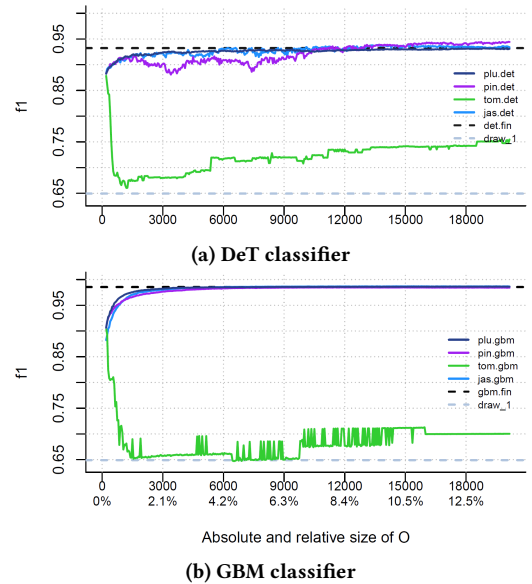 0.95
0.85
0.75
0.65
f1
plu.det
pin.det
tom.det
jas.det
det.fin
draw_1
0 3000 6000 9000 12000 15000 18000
(a) DeT classifier
0.95
0.85
0.75
0.65
f1
plu.gbm
pin.gbm
tom.gbm
jas.gbm
gbm.fin
draw_1
0 3000 6000 9000 12000 15000 18000
0% 2.1% 4.2% 6.3% 8.4% 10.5% 12.5%
Absolute and relative size of O
(b) GBM classifier